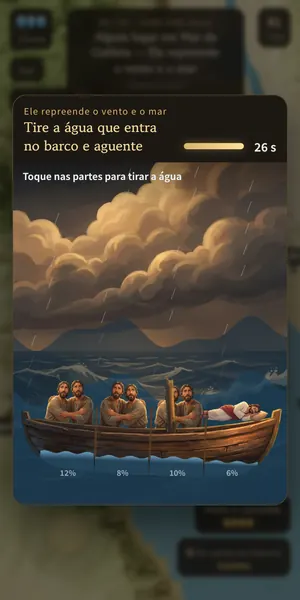 Ele repreende o vento e o mar
Tire a água que entra
no barco e aguente
26 s
Toque nas partes para tirar a água
12%
8%
10%
6%